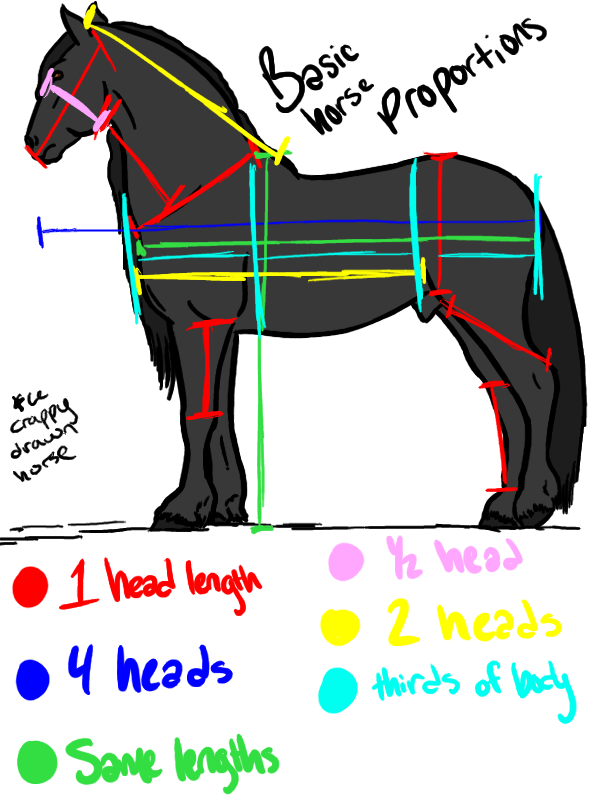 Basic
horse
Proportions
crappy
drawn
horse
1 head length
1/2 head
4 heads
2 heads
thirds of body
Same lengths